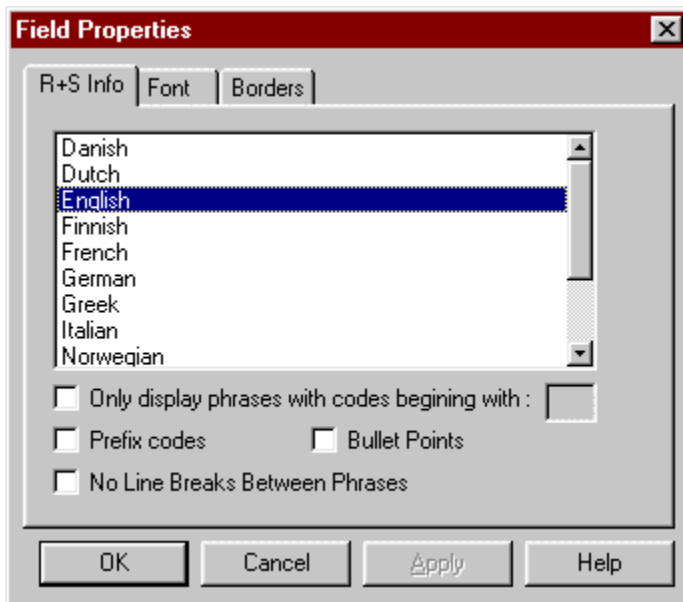 Field Properties
R+S Info Font Borders
Danish
Dutch
English
Finnish
French
German
Greek
Italian
Norwegian
Only display phrases with codes begining with :
Prefix codes Bullet Points
No Line Breaks Between Phrases
OK Cancel Apply Help